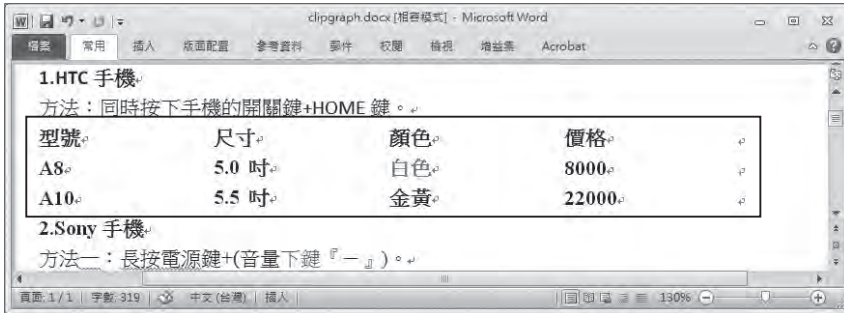 clipgraph.docx [相容模式] - Microsoft Word
檔案 常用 插入 版面配置 參考資料 郵件 校閱 檢視 增益集 Acrobat
1.HTC 手機
方法：同時按下手機的開關鍵+HOME 鍵。
型號 尺寸 顏色 價格
A8 5.0 吋 白色 8000
A10 5.5 吋 金黃 22000
2.Sony 手機
方法一：長按電源鍵+(音量下鍵『－』)。
頁面: 1/1 字數: 319 中文(台灣) 插入 130%